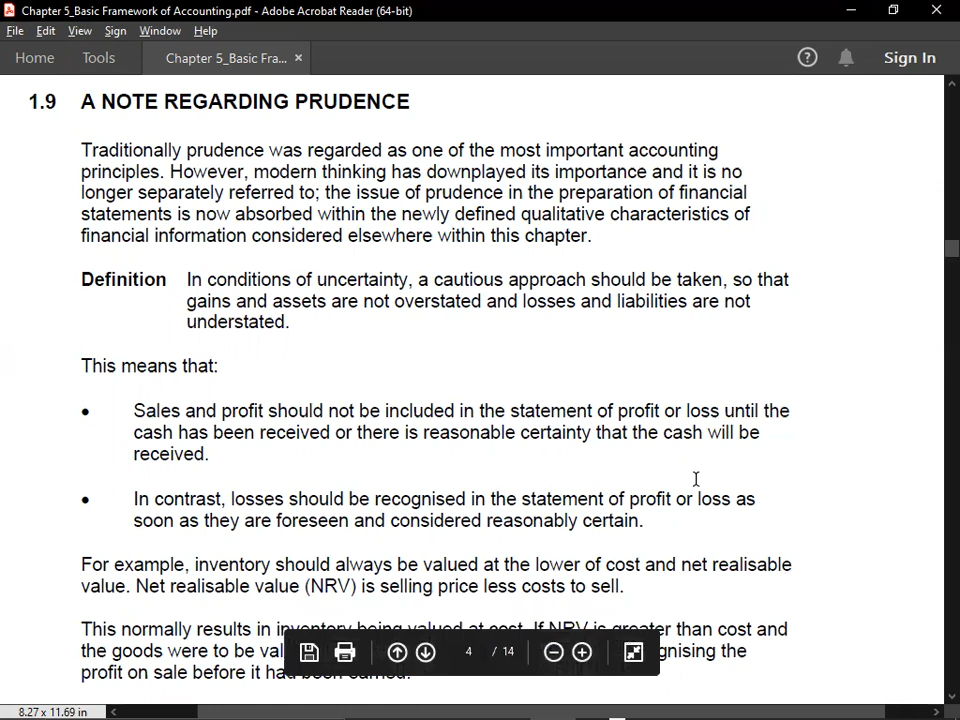 Chapter 5_Basic Framework of Accounting.pdf - Adobe Acrobat Reader (64-bit)
File Edit View Sign Window Help
Home Tools Chapter 5_Basic Fra... × Sign In
1.9 A NOTE REGARDING PRUDENCE
Traditionally prudence was regarded as one of the most important accounting
principles. However, modern thinking has downplayed its importance and it is no
longer separately referred to; the issue of prudence in the preparation of financial
statements is now absorbed within the newly defined qualitative characteristics of
financial information considered elsewhere within this chapter.
Definition In conditions of uncertainty, a cautious approach should be taken, so that
gains and assets are not overstated and losses and liabilities are not
understated.
This means that:
• Sales and profit should not be included in the statement of profit or loss until the
cash has been received or there is reasonable certainty that the cash will be
received.
• In contrast, losses should be recognised in the statement of profit or loss as
soon as they are foreseen and considered reasonably certain.
For example, inventory should always be valued at the lower of cost and net realisable
value. Net realisable value (NRV) is selling price less costs to sell.
This normally results in inventory being valued at cost. If NRV is greater than cost and
the goods were to be
profit on sale before it had been earned.
4 / 14
8.27 x 11.69 in